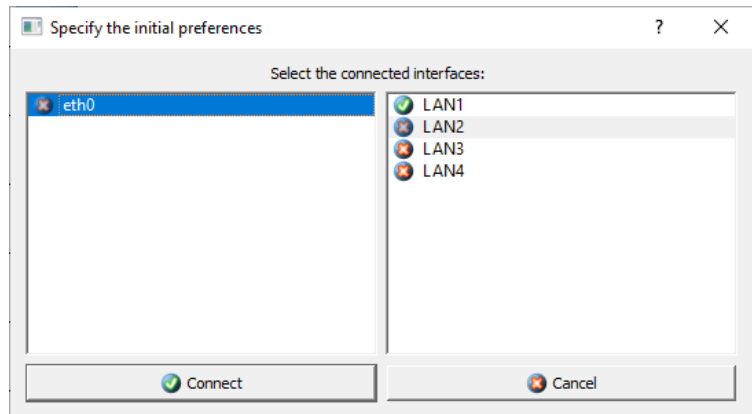 Specify the initial preferences
?
Select the connected interfaces:
eth0
LAN1
LAN2
LAN3
LAN4
Connect
Cancel